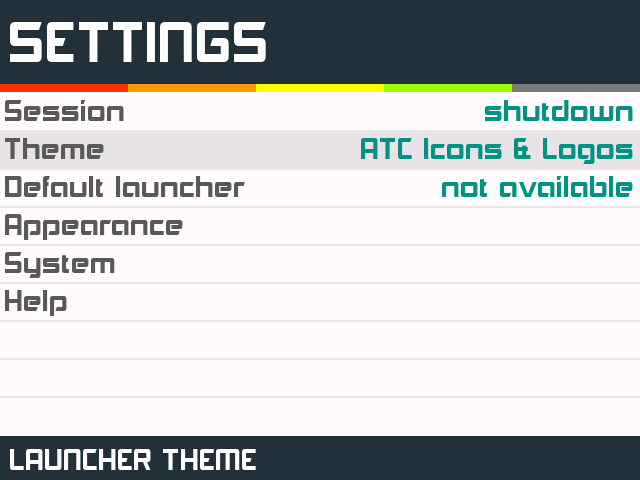 SETTINGS
Session shutdown
Theme ATC Icons & Logos
Default launcher not available
Appearance
System
Help
LAUNCHER THEME